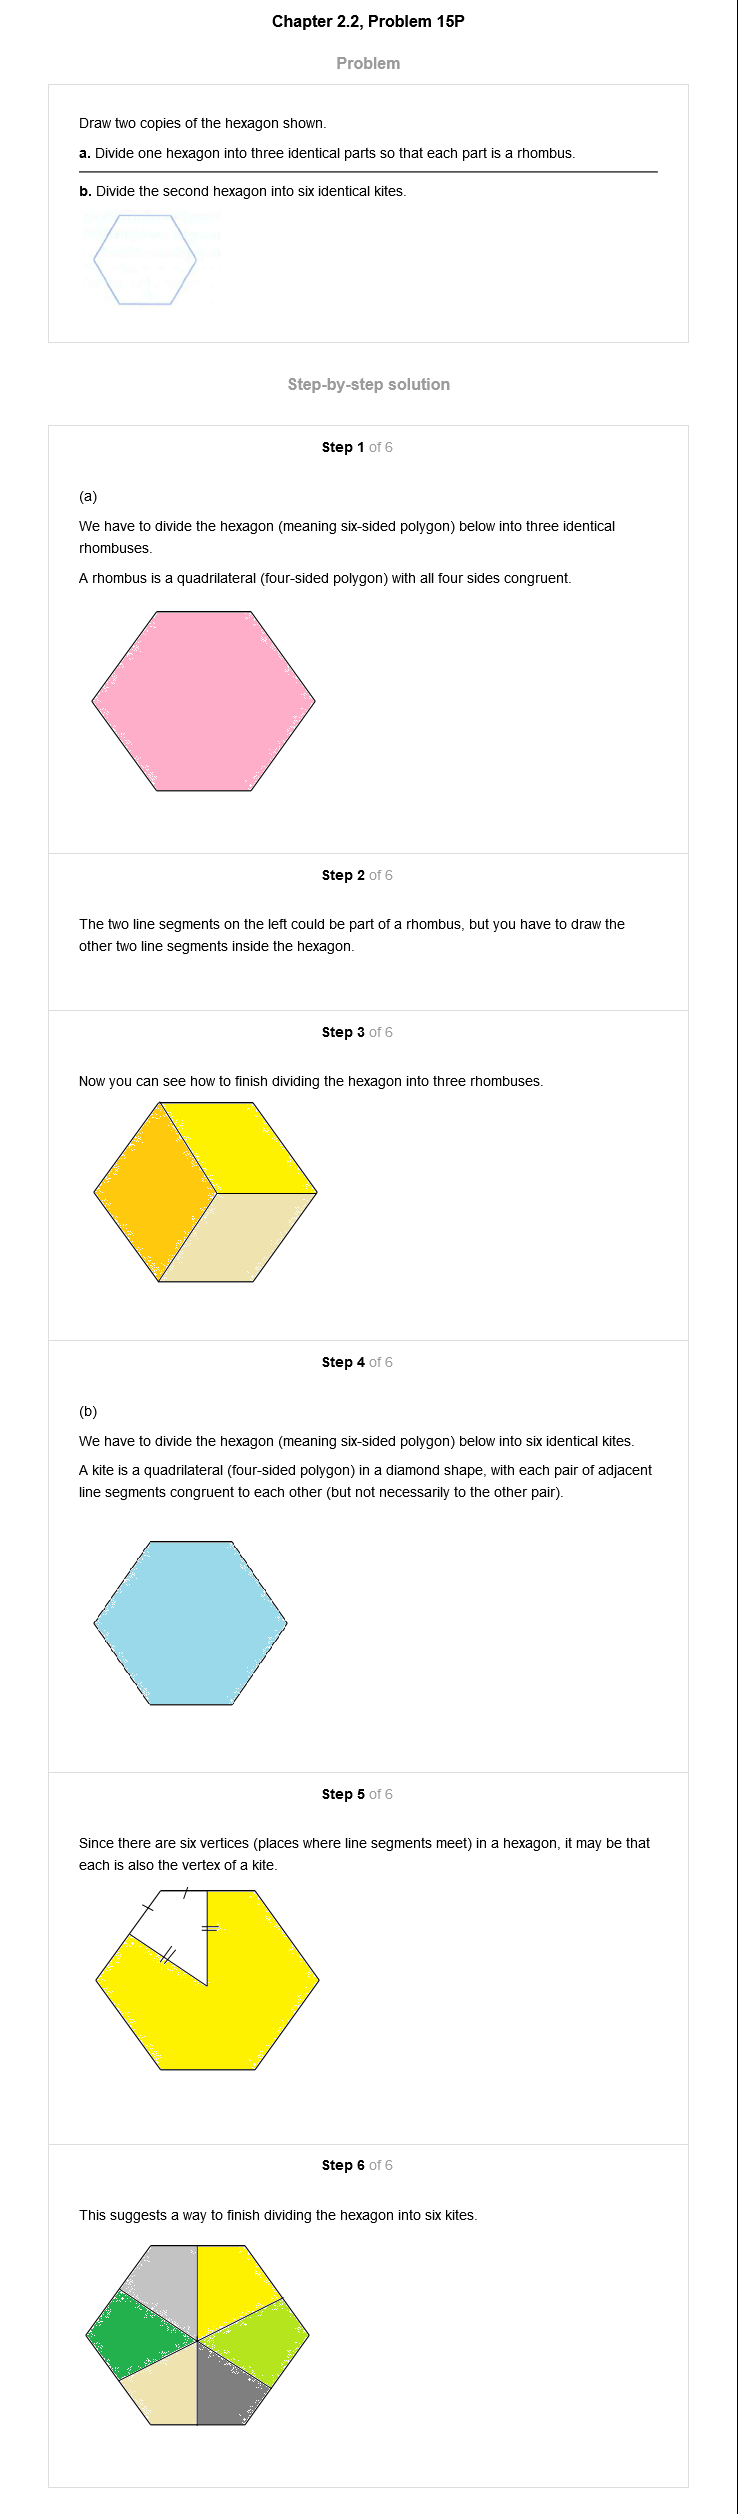 Chapter 2.2, Problem 15P
Problem
Draw two copies of the hexagon shown.
a. Divide one hexagon into three identical parts so that each part is a rhombus.
b. Divide the second hexagon into six identical kites.
Step-by-step solution
Step 1 of 6
(a)
We have to divide the hexagon (meaning six-sided polygon) below into three identical
rhombuses.
A rhombus is a quadrilateral (four-sided polygon) with all four sides congruent.
Step 2 of 6
The two line segments on the left could be part of a rhombus, but you have to draw the
other two line segments inside the hexagon.
Step 3 of 6
Now you can see how to finish dividing the hexagon into three rhombuses.
Step 4 of 6
(b)
We have to divide the hexagon (meaning six-sided polygon) below into six identical kites.
A kite is a quadrilateral (four-sided polygon) in a diamond shape, with each pair of adjacent
line segments congruent to each other (but not necessarily to the other pair).
Step 5 of 6
Since there are six vertices (places where line segments meet) in a hexagon, it may be that
each is also the vertex of a kite.
Step 6 of 6
This suggests a way to finish dividing the hexagon into six kites.